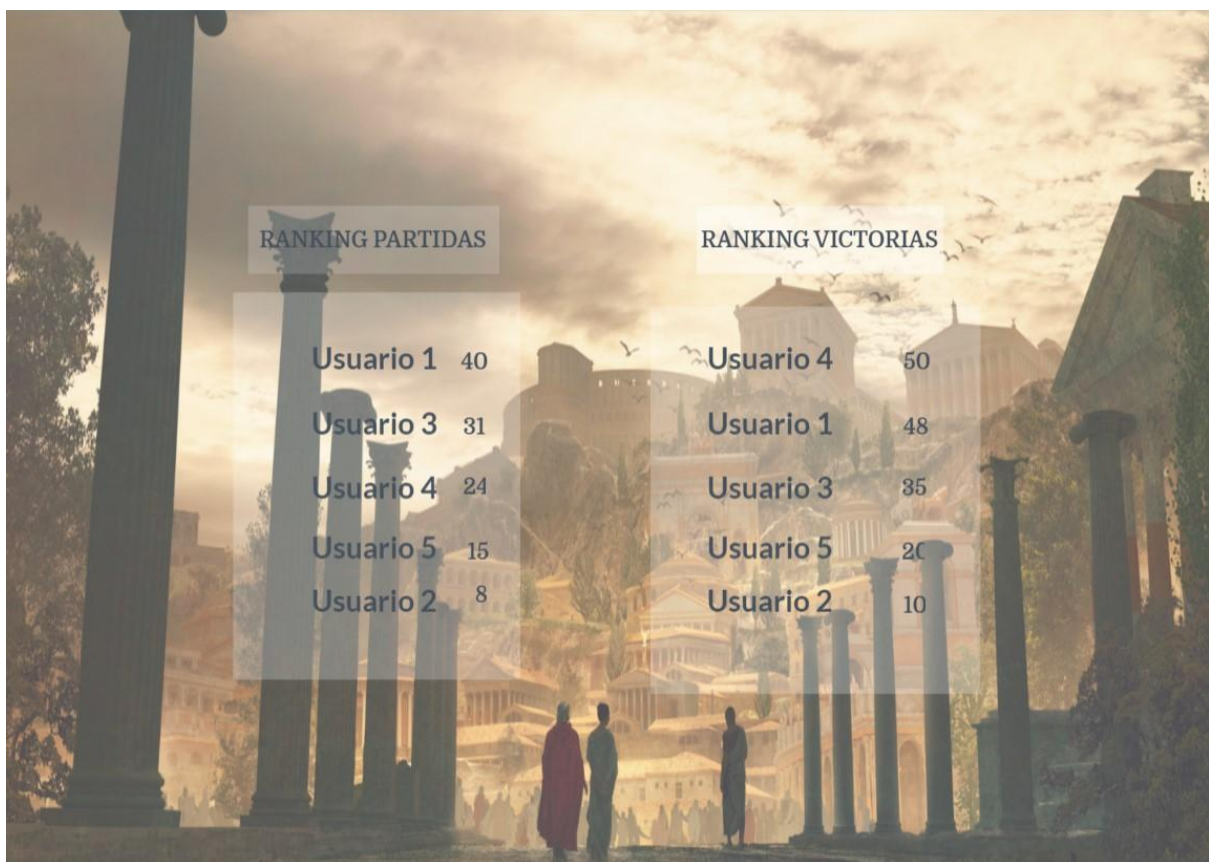 RANKING PARTIDAS
Usuario 1 40
Usuario 3 31
Usuario 4 24
Usuario 5 15
Usuario 2 8
RANKING VICTORIAS
Usuario 4 50
Usuario 1 48
Usuario 3 35
Usuario 5 20
Usuario 2 10